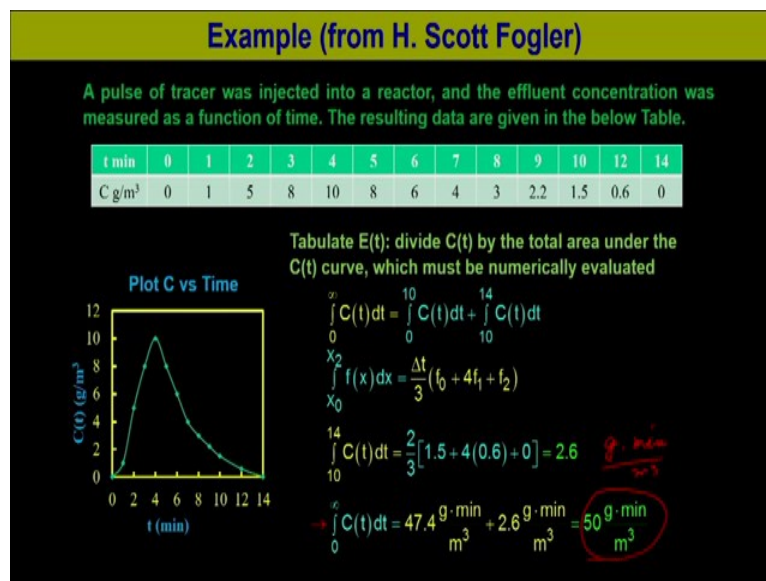 Example (from H. Scott Fogler)
A pulse of tracer was injected into a reactor, and the effluent concentration was
measured as a function of time. The resulting data are given in the below Table.
t min 0 1 2 3 4 5 6 7 8 9 10 12 14
C g/m³ 0 1 5 8 10 8 6 4 3 2.2 1.5 0.6 0
Tabulate E(t): divide C(t) by the total area under the
C(t) curve, which must be numerically evaluated
Plot C vs Time
12
10
8
6
4
2
0
C(t) (g/m³
0 2 4 6 8 10 12 14
t (min)
∫₀^∞ C(t)dt = ∫₀^10 C(t)dt + ∫₁₀^14 C(t)dt
∫_X₀^X₂ f(x)dx = Δt/3 (f₀ + 4f₁ + f₂)
∫₁₀^14 C(t)dt = 2/3 [1.5 + 4(0.6) + 0] = 2.6 g. min/m³
→ ∫₀^∞ C(t)dt = 47.4 g·min/m³ + 2.6 g·min/m³ = 50 g·min/m³